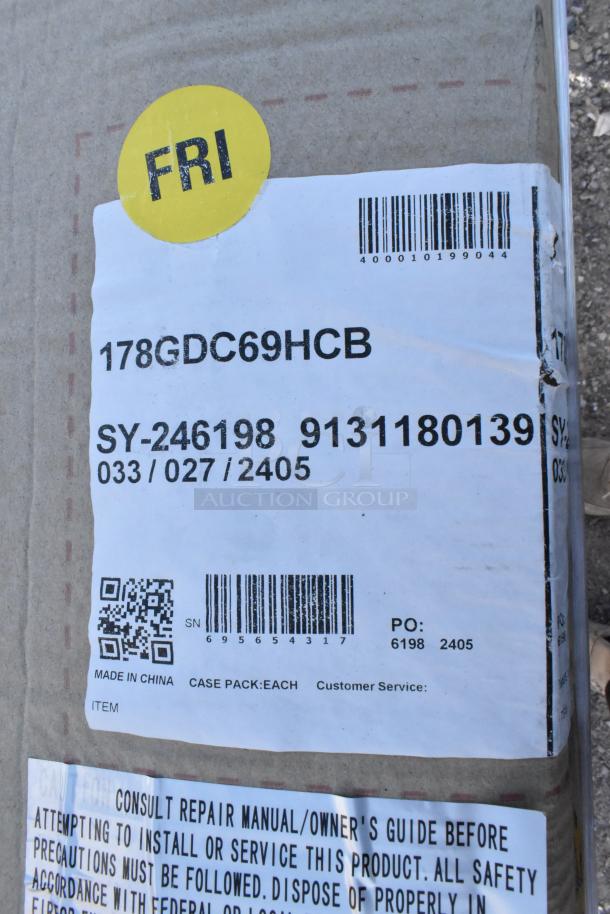 FRI
400010199044
178GDC69HCB
SY-246198 9131180139
033 / 027 / 2405
AUCTION GROUP
SN
695654317
PO:
6198 2405
MADE IN CHINA
CASE PACK:EACH Customer Service:
ITEM
CONSULT REPAIR MANUAL/OWNER'S GUIDE BEFORE
ATTEMPTING TO INSTALL OR SERVICE THIS PRODUCT. ALL SAFETY
PRECAUTIONS MUST BE FOLLOWED. DISPOSE OF PROPERLY IN
ACCORDANCE WITH FEDERAL OR